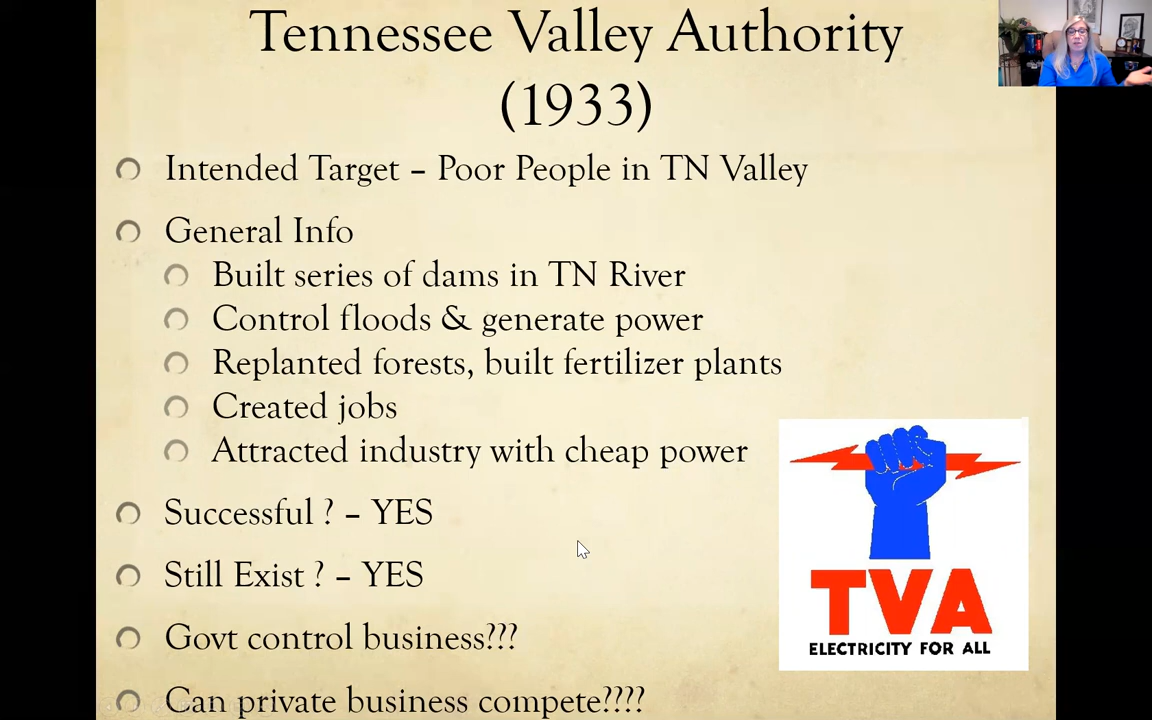 Tennessee Valley Authority
(1933)
Intended Target – Poor People in TN Valley
General Info
Built series of dams in TN River
Control floods & generate power
Replanted forests, built fertilizer plants
Created jobs
Attracted industry with cheap power
Successful ? – YES
Still Exist ? – YES
Govt control business???
Can private business compete????
TVA
ELECTRICITY FOR ALL